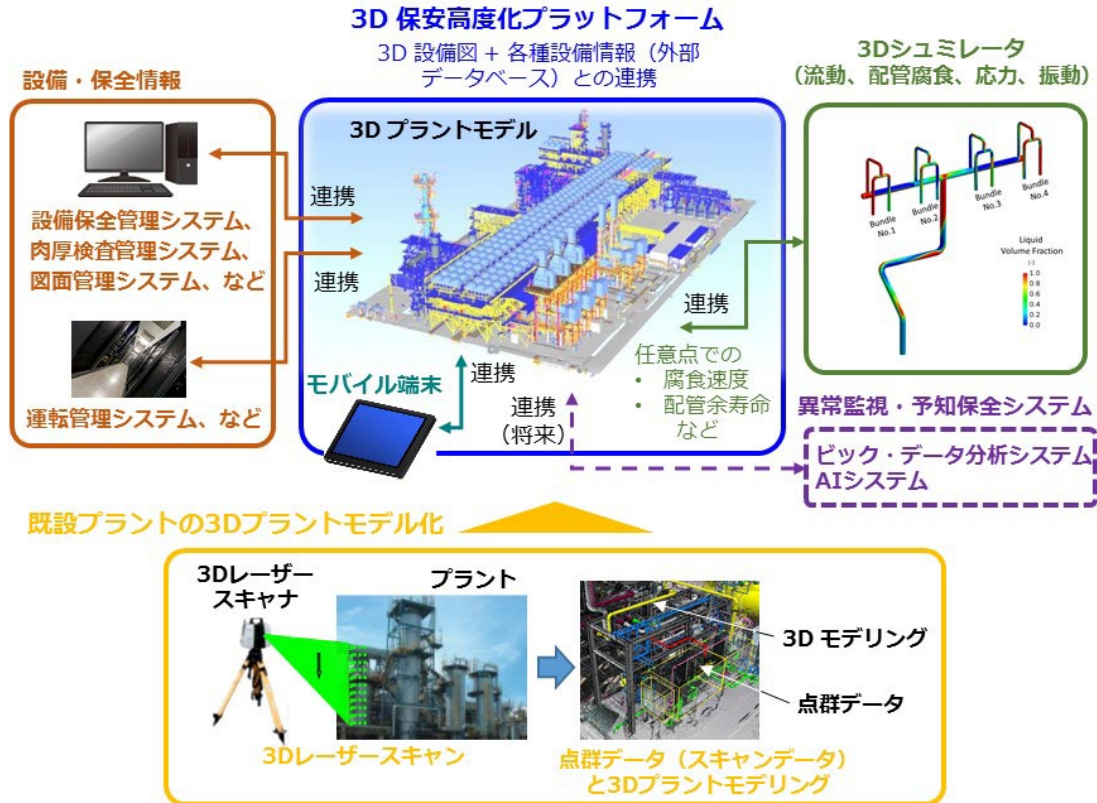 3D 保安高度化プラットフォーム
3D 設備図 + 各種設備情報（外部
データベース）との連携
設備・保全情報
設備保全管理システム、
肉厚検査管理システム、
図面管理システム、など
運転管理システム、など
連携
連携
3D プラントモデル
モバイル端末
連携
連携
（将来）
連携
任意点での
• 腐食速度
• 配管余寿命
など
3Dシュミレータ
（流動、配管腐食、応力、振動）
Bundle
No.1
Bundle
No.2
Bundle
No.3
Bundle
No.4
Liquid
Volume Fraction
[-]
1.0
0.8
0.6
0.4
0.2
0.0
異常監視・予知保全システム
ビック・データ分析システム
AIシステム
既設プラントの3Dプラントモデル化
3Dレーザー
スキャナ
プラント
3Dレーザースキャン
3D モデリング
点群データ
点群データ（スキャンデータ）
と3Dプラントモデリング